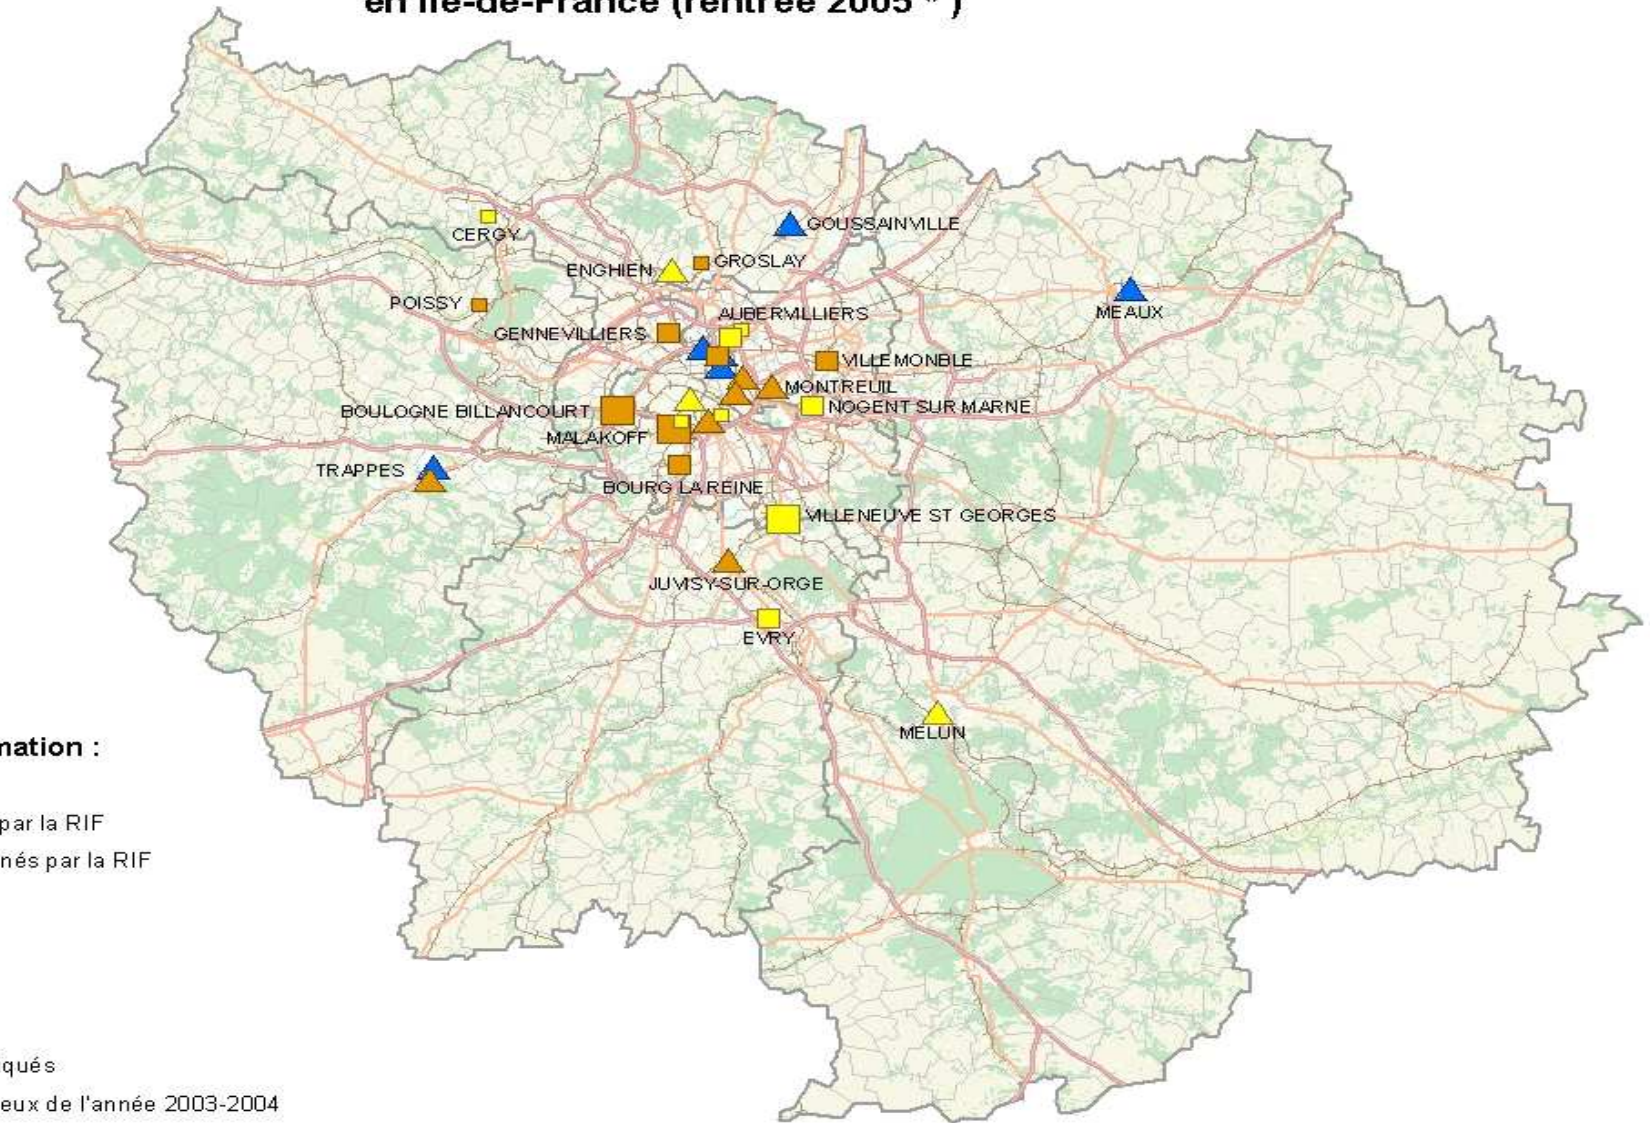 en Ile-de-France (rentrée 2005 * )
GOUSSAINVILLE
CERGY
ENGHIEN
GROSLAY
MEAUX
POISSY
AUBERVILLIERS
GENNEVILLIERS
VILLEMONBLE
MONTREUIL
BOULOGNE BILLANCOURT
NOGENT SUR MARNE
MALAKOFF
TRAPPES
BOURG LA REINE
VILLENEUVE ST GEORGES
JUVISY-SUR-ORGE
EVRY
MELUN
mation :
par la RIF
nés par la RIF
qués
eux de l'année 2003-2004